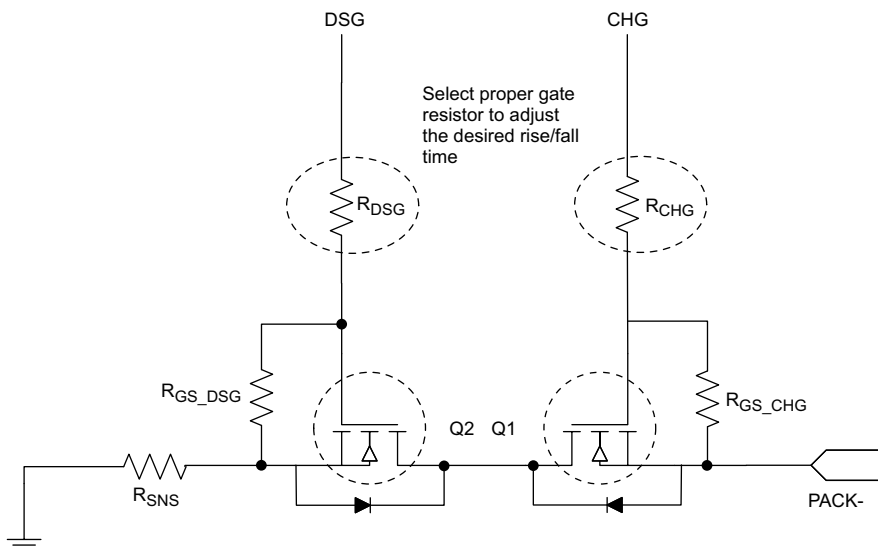 DSG
CHG
Select proper gate
resistor to adjust
the desired rise/fall
time
RDSG
RCHG
RGS_DSG
Q2
Q1
RGS_CHG
RSNS
PACK-